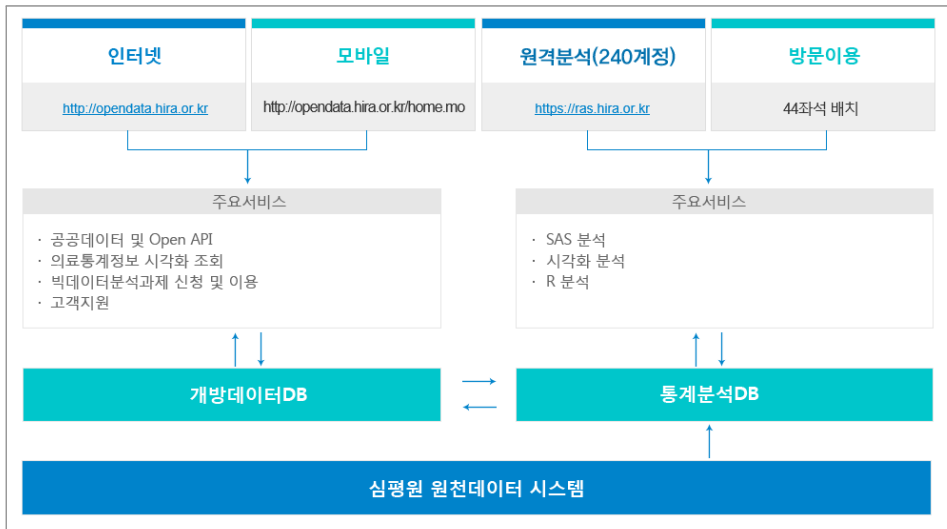 인터넷
http://opendata.hira.or.kr
모바일
http://opendata.hira.or.kr/home.mo
원격분석(240계정)
https://ras.hira.or.kr
방문이용
44좌석 배치
주요서비스
· 공공데이터 및 Open API
· 의료통계정보 시각화 조회
· 빅데이터분석과제 신청 및 이용
· 고객지원
주요서비스
· SAS 분석
· 시각화 분석
· R 분석
개방데이터DB
통계분석DB
심평원 원천데이터 시스템